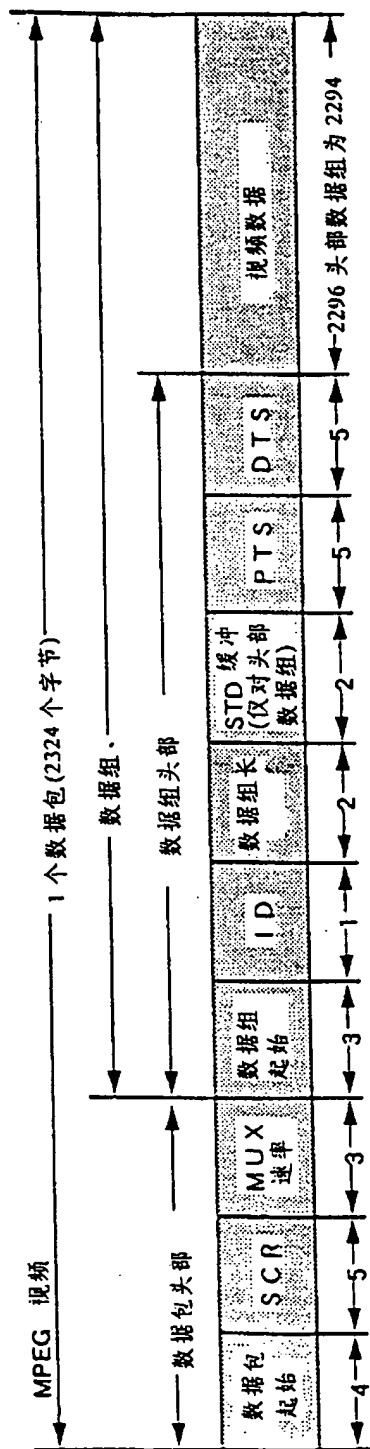 MPEG 视频
1 个数据包(2324 个字节)
数据组、
数据包头部
数据组头部
数据包
起始
SCR
MUX
速率
数据组
起始
ID
数据组长
STD 缓冲
(仅对头部
数据组)
PTS
DTS
视频数据
4
5
3
3
1
2
2
5
5
2296 头部数据组为 2294